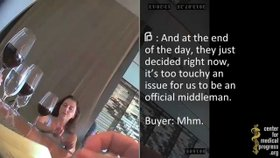 : And at the end
of the day, they just
decided right now,
it's too touchy an
issue for us to be an
official middleman.
Buyer: Mhm.
center for
medical
progress
.org